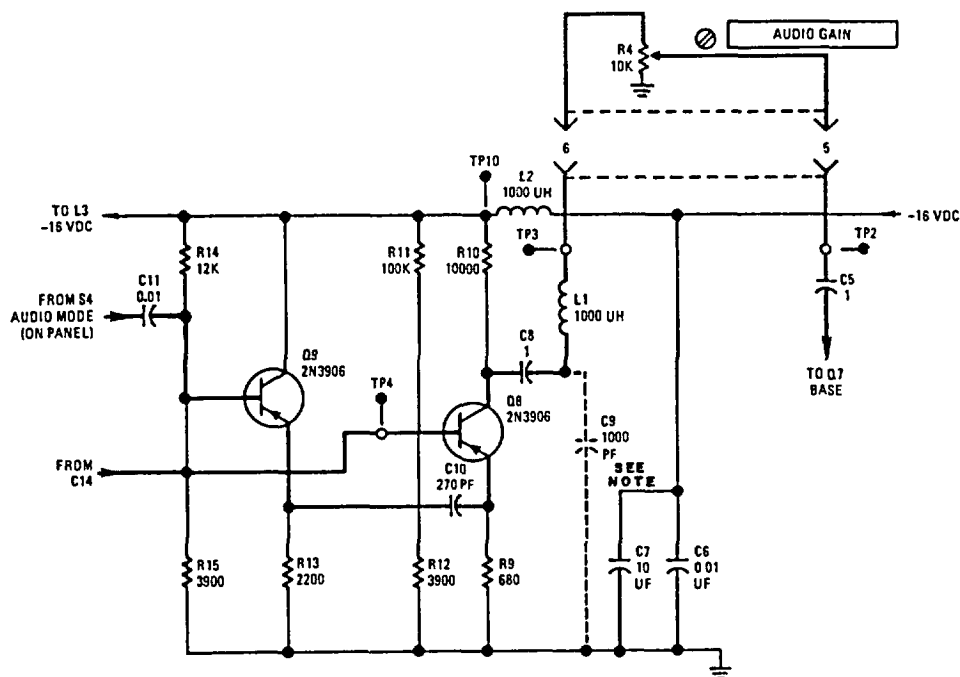 AUDIO GAIN
R4
10K
6
5
TP10
L2
1000 UH
TO L3
-16 VDC
-16 VDC
R14
12K
R11
100K
R10
10000
TP3
TP2
C11
0.01
FROM S4
AUDIO MODE
(ON PANEL)
L1
1000 UH
C5
1
Q9
2N3906
C8
1
TO Q7
BASE
TP4
Q8
2N3906
C9
1000
PF
FROM
C14
C10
270 PF
SEE
NOTE
R15
3900
R13
2200
R12
3900
R9
680
C7
10
UF
C6
0.01
UF